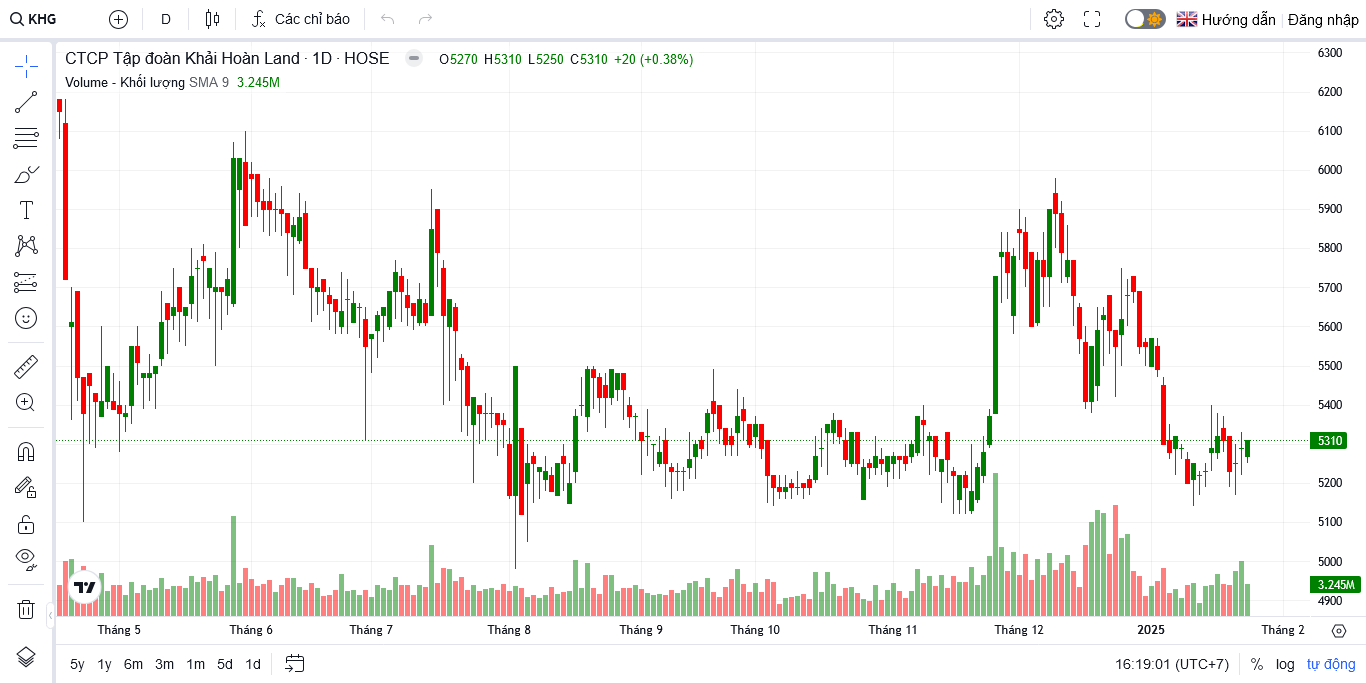 KHG D Các chỉ báo Hướng dẫn Đăng nhập
CTCP Tập đoàn Khải Hoàn Land · 1D · HOSE O5270 H5310 L5250 C5310 +20 (+0.38%)
Volume - Khối lượng SMA 9 3.245M
6300
6200
6100
6000
5900
5800
5700
5600
5500
5400
5310
5200
5100
5000
3.245M
4900
Tháng 5 Tháng 6 Tháng 7 Tháng 8 Tháng 9 Tháng 10 Tháng 11 Tháng 12 2025 Tháng 2
5y 1y 6m 3m 1m 5d 1d 16:19:01 (UTC+7) % log tự động